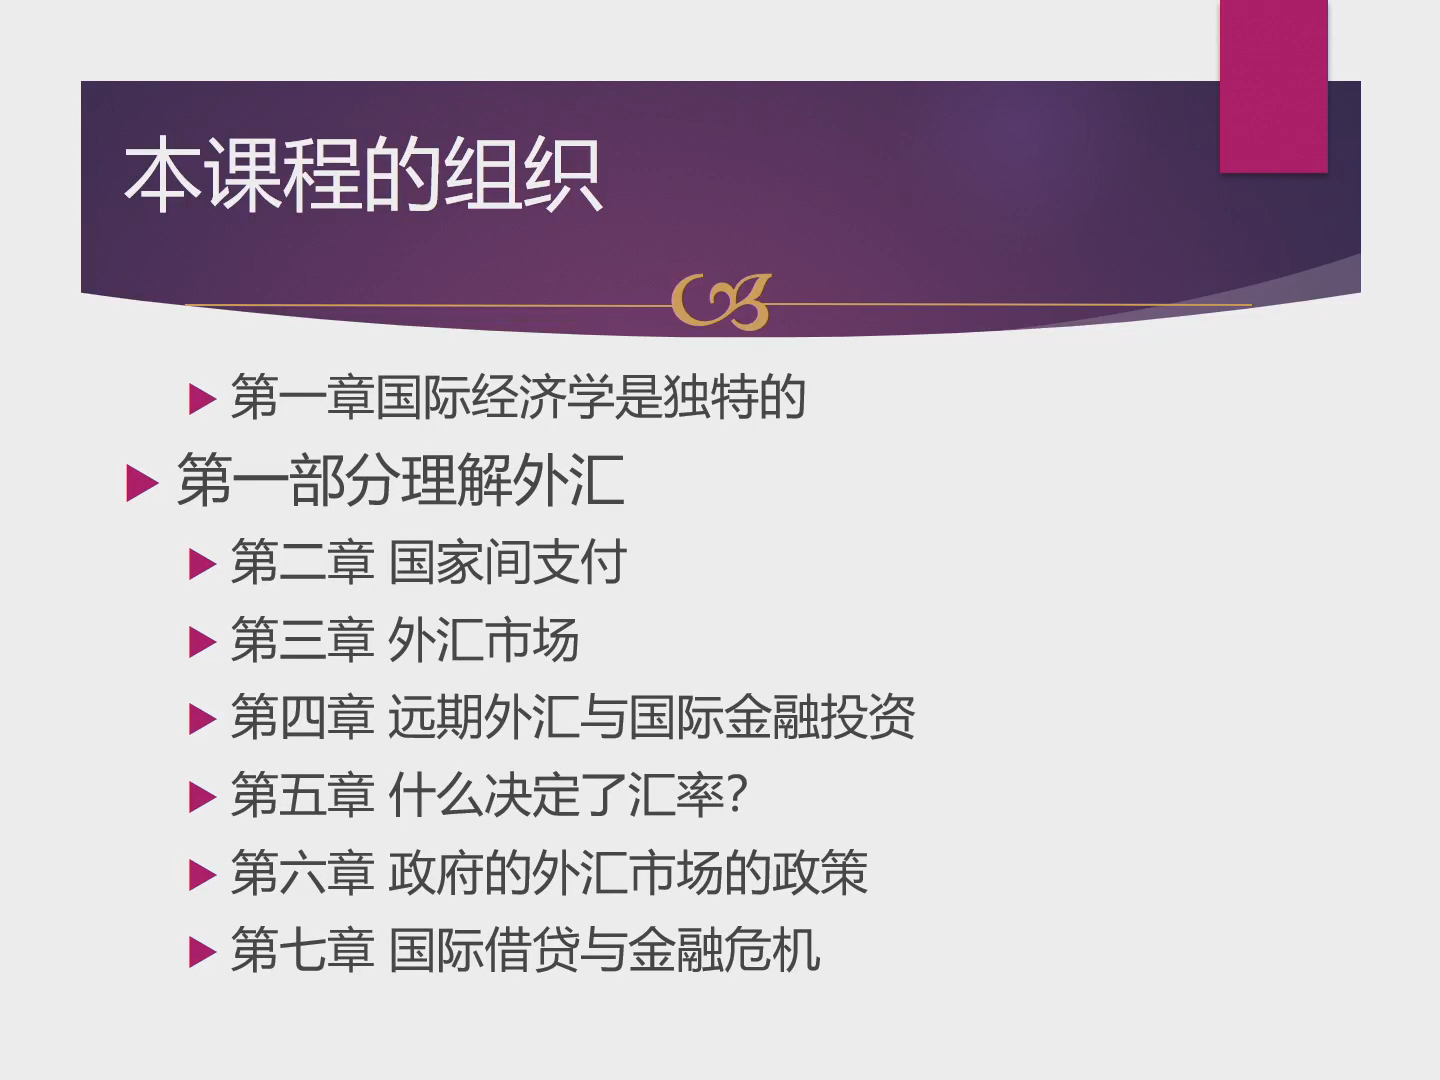 本课程的组织
第一章国际经济学是独特的
第一部分理解外汇
第二章 国家间支付
第三章 外汇市场
第四章 远期外汇与国际金融投资
第五章 什么决定了汇率？
第六章 政府的外汇市场的政策
第七章 国际借贷与金融危机